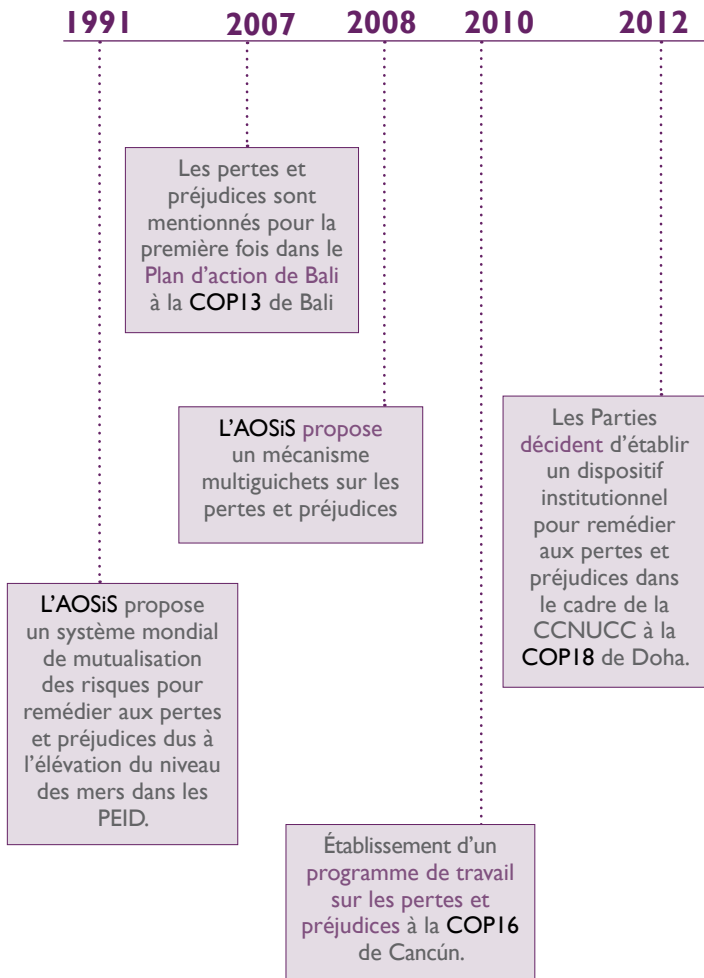 1991 2007 2008 2010 2012
Les pertes et
préjudices sont
mentionnés pour la
première fois dans le
Plan d'action de Bali
à la COP13 de Bali
L'AOSiS propose
un mécanisme
multiguichets sur les
pertes et préjudices
Les Parties
décident d'établir
un dispositif
institutionnel
pour remédier
aux pertes et
préjudices dans
le cadre de la
CCNUCC à la
COP18 de Doha.
L'AOSiS propose
un système mondial
de mutualisation
des risques pour
remédier aux pertes
et préjudices dus à
l'élévation du niveau
des mers dans les
PEID.
Établissement d'un
programme de travail
sur les pertes et
préjudices à la COP16
de Cancún.